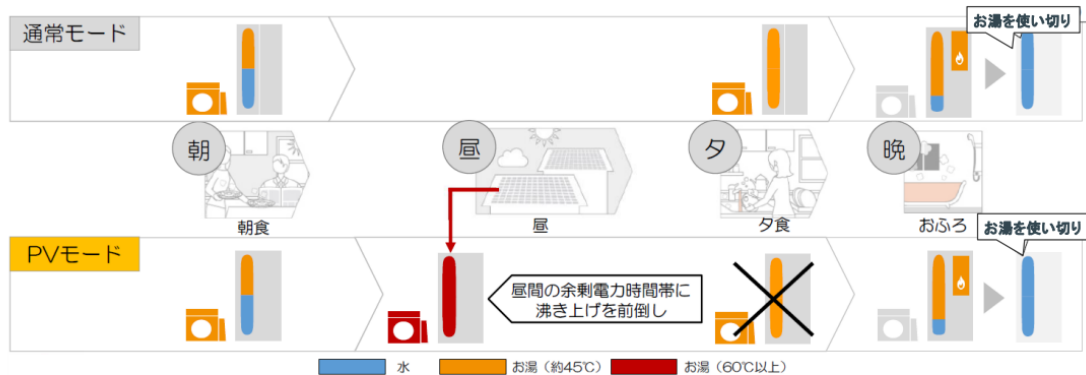 通常モード
お湯を使い切り
朝
昼
夕
晩
朝食
昼
夕食
おふろ
お湯を使い切り
PVモード
昼間の余剰電力時間帯に
沸き上げを前倒し
水
お湯（約45℃）
お湯（60℃以上）